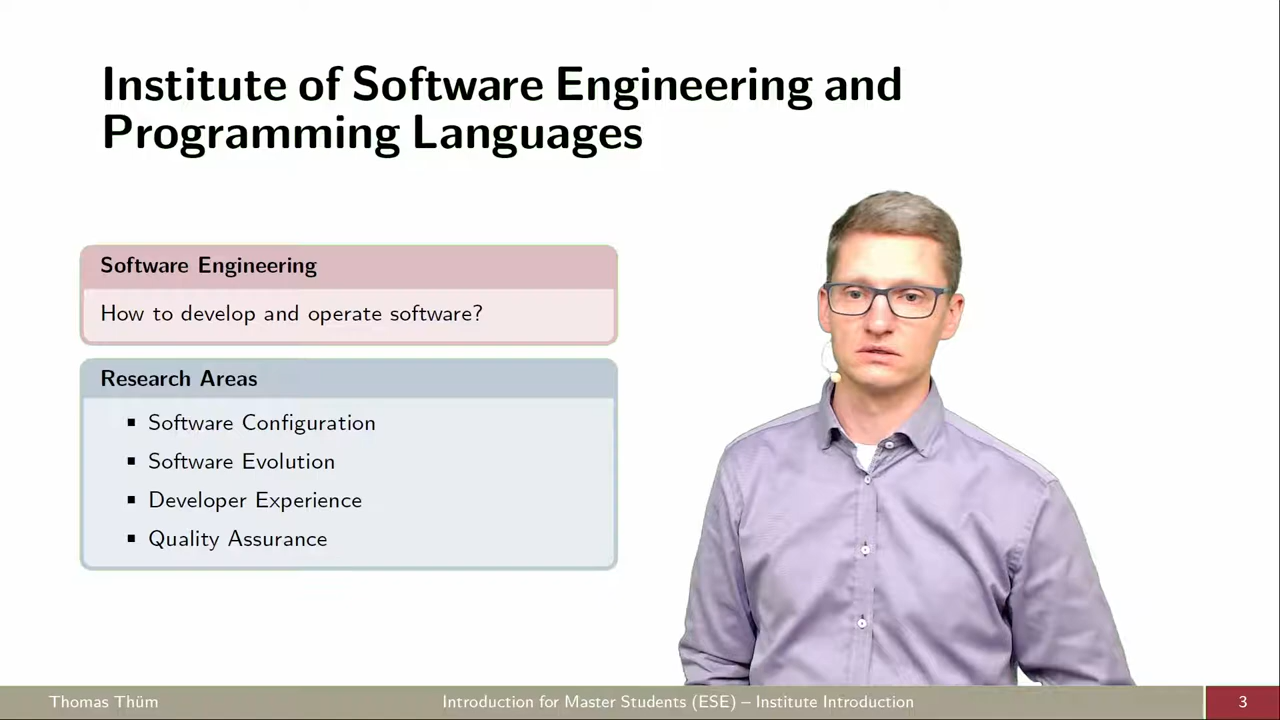 Institute of Software Engineering and
Programming Languages
Software Engineering
How to develop and operate software?
Research Areas
Software Configuration
Software Evolution
Developer Experience
Quality Assurance
Thomas Thüm
Introduction for Master Students (ESE) – Institute Introduction
3